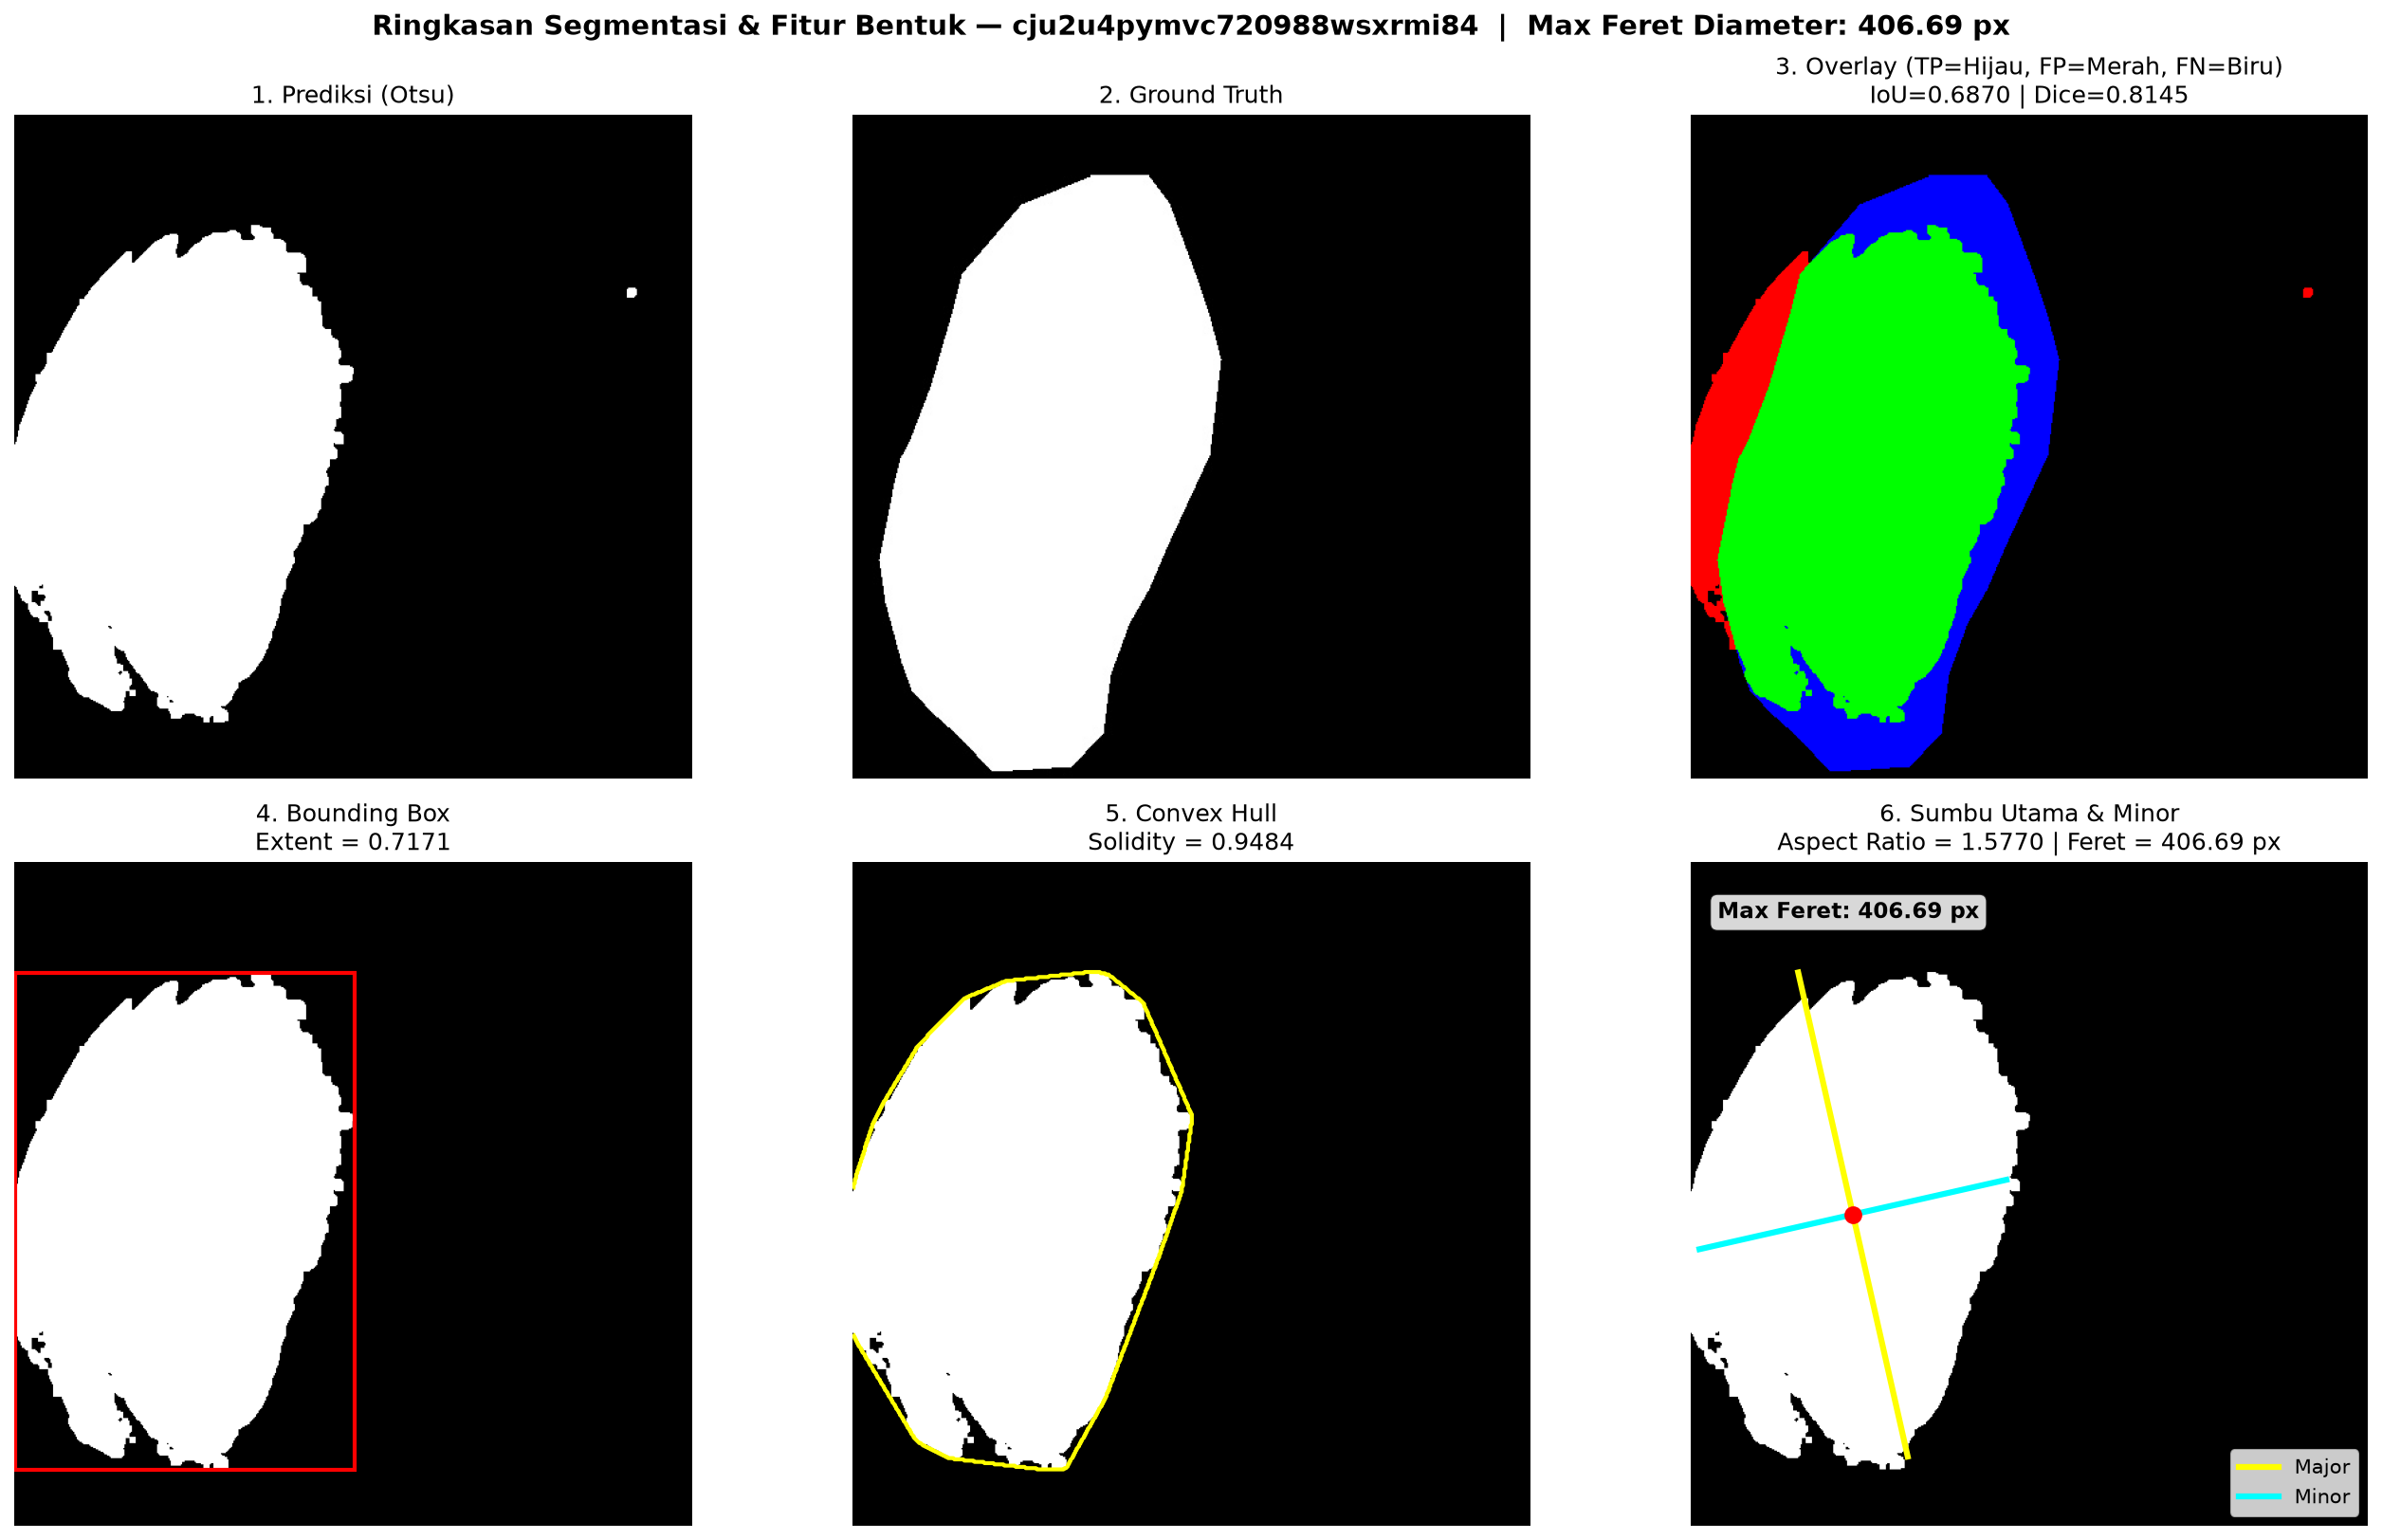 Ringkasan Segmentasi & Fitur Bentuk — cju2u4pymvc720988wsxrmi84 | Max Feret Diameter: 406.69 px
1. Prediksi (Otsu)
2. Ground Truth
3. Overlay (TP=Hijau, FP=Merah, FN=Biru)
IoU=0.6870 | Dice=0.8145
4. Bounding Box
Extent = 0.7171
5. Convex Hull
Solidity = 0.9484
6. Sumbu Utama & Minor
Aspect Ratio = 1.5770 | Feret = 406.69 px
Max Feret: 406.69 px
Major
Minor